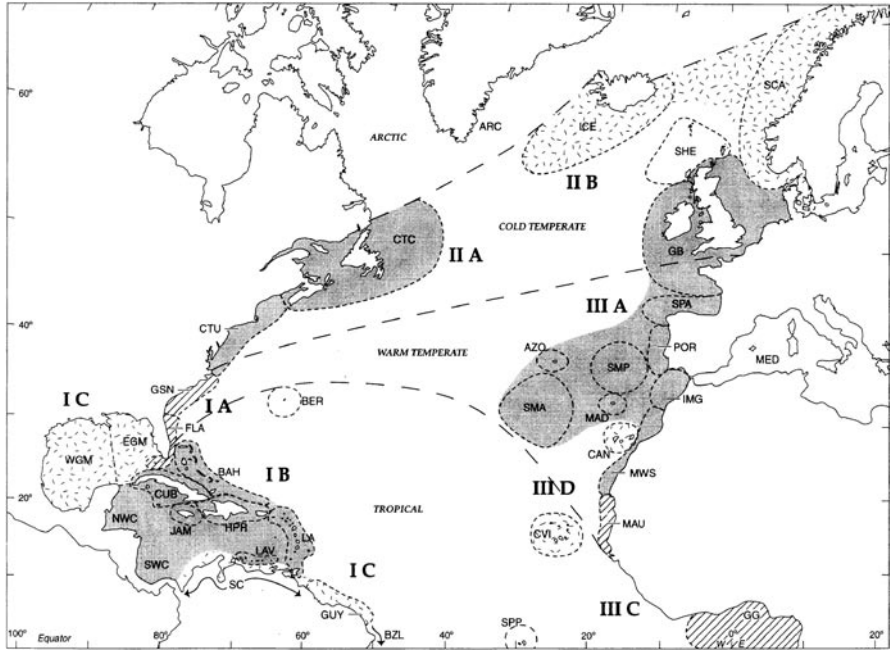 60°
ARCTIC
ARC
ICE
SCA
SHE
II B
CTC
COLD TEMPERATE
II A
GB
40°
III A
SPA
CTU
WARM TEMPERATE
AZO
POR
SMP
MED
GSN
I C
I A
BER
SMA
MAD
IMG
FLA
EGM
WGM
CAN
BAH
I B
MWS
20°
CUB
III D
NWC
JAM
HPR
TROPICAL
MAU
CVI
LA
LAV
SWC
SC
I C
III C
GUY
GG
SPP
BZL
W E
100°
Equator
80°
60°
40°
20°
0°
20°